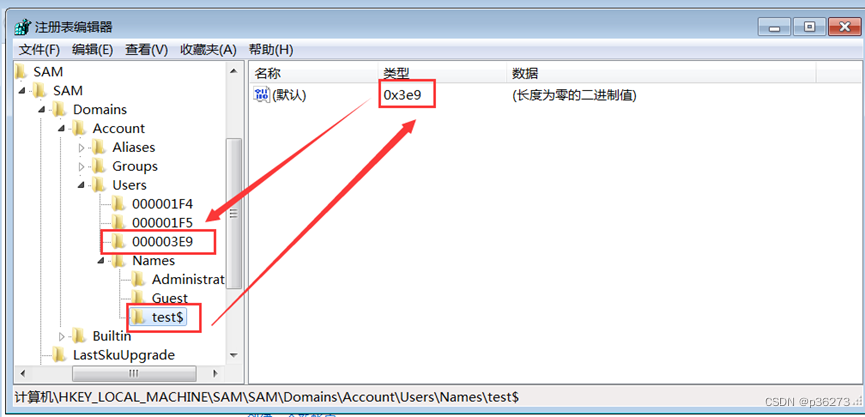 注册表编辑器
文件(F) 编辑(E) 查看(V) 收藏夹(A) 帮助(H)
SAM
SAM
Domains
Account
Aliases
Groups
Users
000001F4
000001F5
000003E9
Names
Administrat
Guest
test$
Builtin
LastSkuUpgrade
名称 类型 数据
(默认) 0x3e9 (长度为零的二进制值)
计算机\HKEY_LOCAL_MACHINE\SAM\SAM\Domains\Account\Users\Names\test$
CSDN @p36273